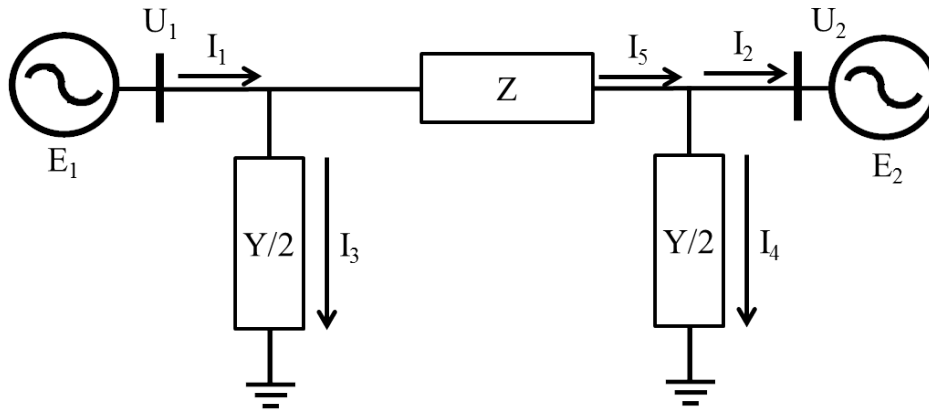 U₁
I₁
I₅
I₂
U₂
Z
E₁
E₂
Y/2
I₃
Y/2
I₄